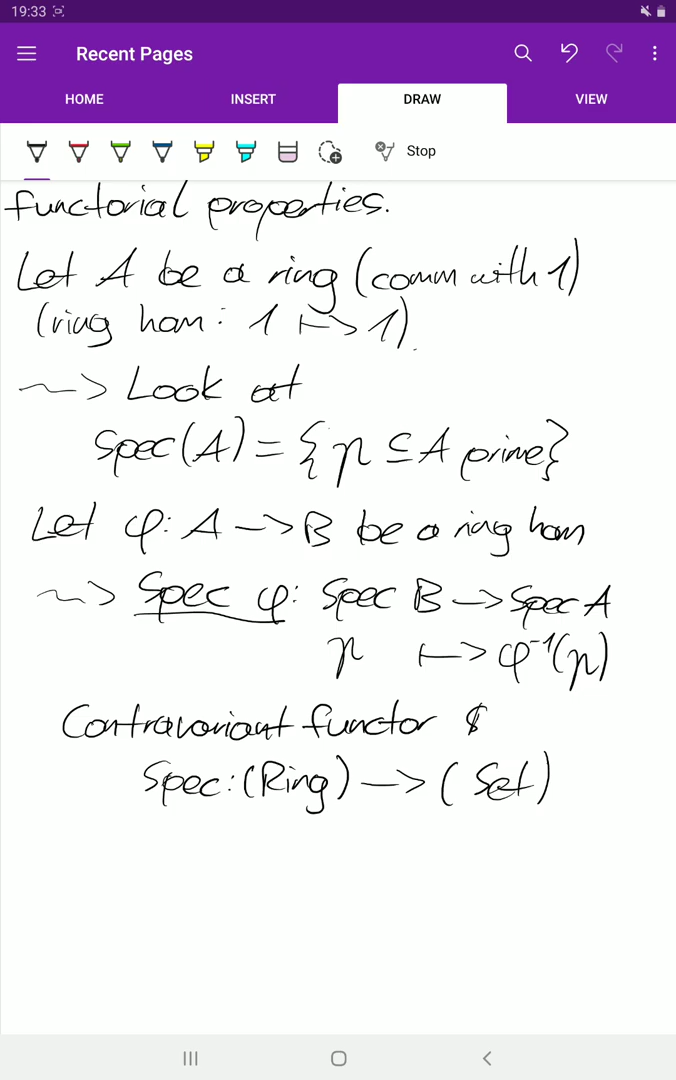 19:33
Recent Pages
HOME INSERT DRAW VIEW
Stop
functorial properties.
Let A be a ring (comm with 1)
(ring hom: 1 ↦ 1).
~> Look at
Spec(A) = {p ⊆ A prime}
Let φ: A —> B be a ring hom
~> Spec φ: Spec B —> Spec A
p ↦ φ⁻¹(p)
Contravariant functor
Spec: (Ring) —> (Set)